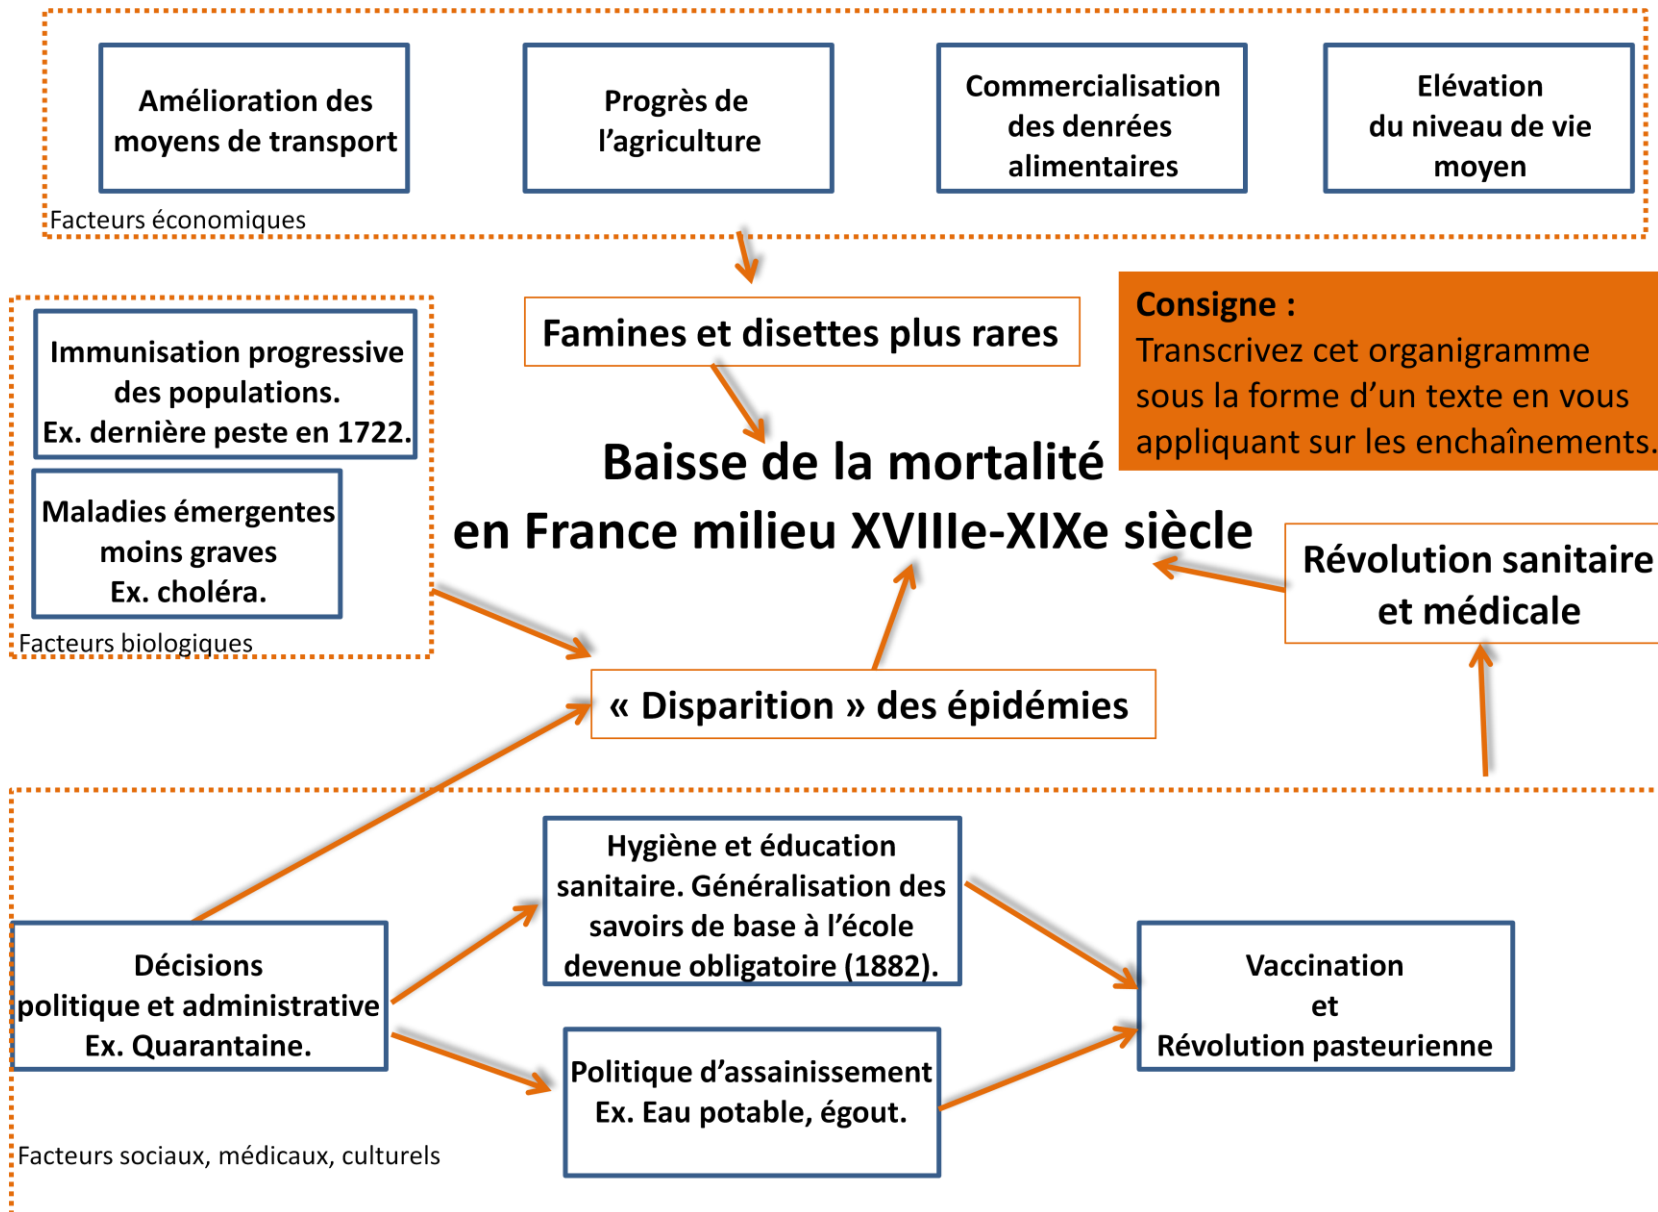 Amélioration des
moyens de transport
Progrès de
l’agriculture
Commercialisation
des denrées
alimentaires
Elévation
du niveau de vie
moyen
Facteurs économiques
Famines et disettes plus rares
Consigne :
Transcrivez cet organigramme
sous la forme d’un texte en vous
appliquant sur les enchaînements.
Immunisation progressive
des populations.
Ex. dernière peste en 1722.
Maladies émergentes
moins graves
Ex. choléra.
Facteurs biologiques
Baisse de la mortalité
en France milieu XVIIIe-XIXe siècle
Révolution sanitaire
et médicale
« Disparition » des épidémies
Hygiène et éducation
sanitaire. Généralisation des
savoirs de base à l’école
devenue obligatoire (1882).
Décisions
politique et administrative
Ex. Quarantaine.
Vaccination
et
Révolution pasteurienne
Politique d’assainissement
Ex. Eau potable, égout.
Facteurs sociaux, médicaux, culturels